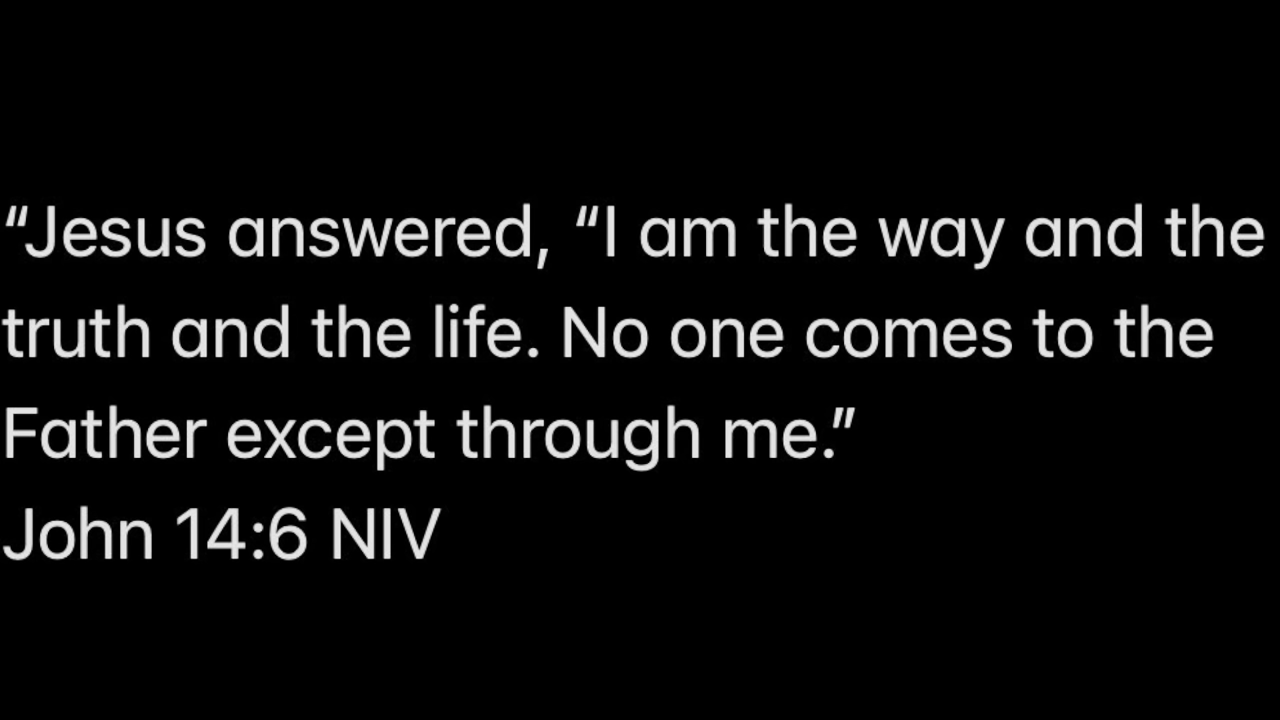 “Jesus answered, “I am the way and the
truth and the life. No one comes to the
Father except through me.”
John 14:6 NIV